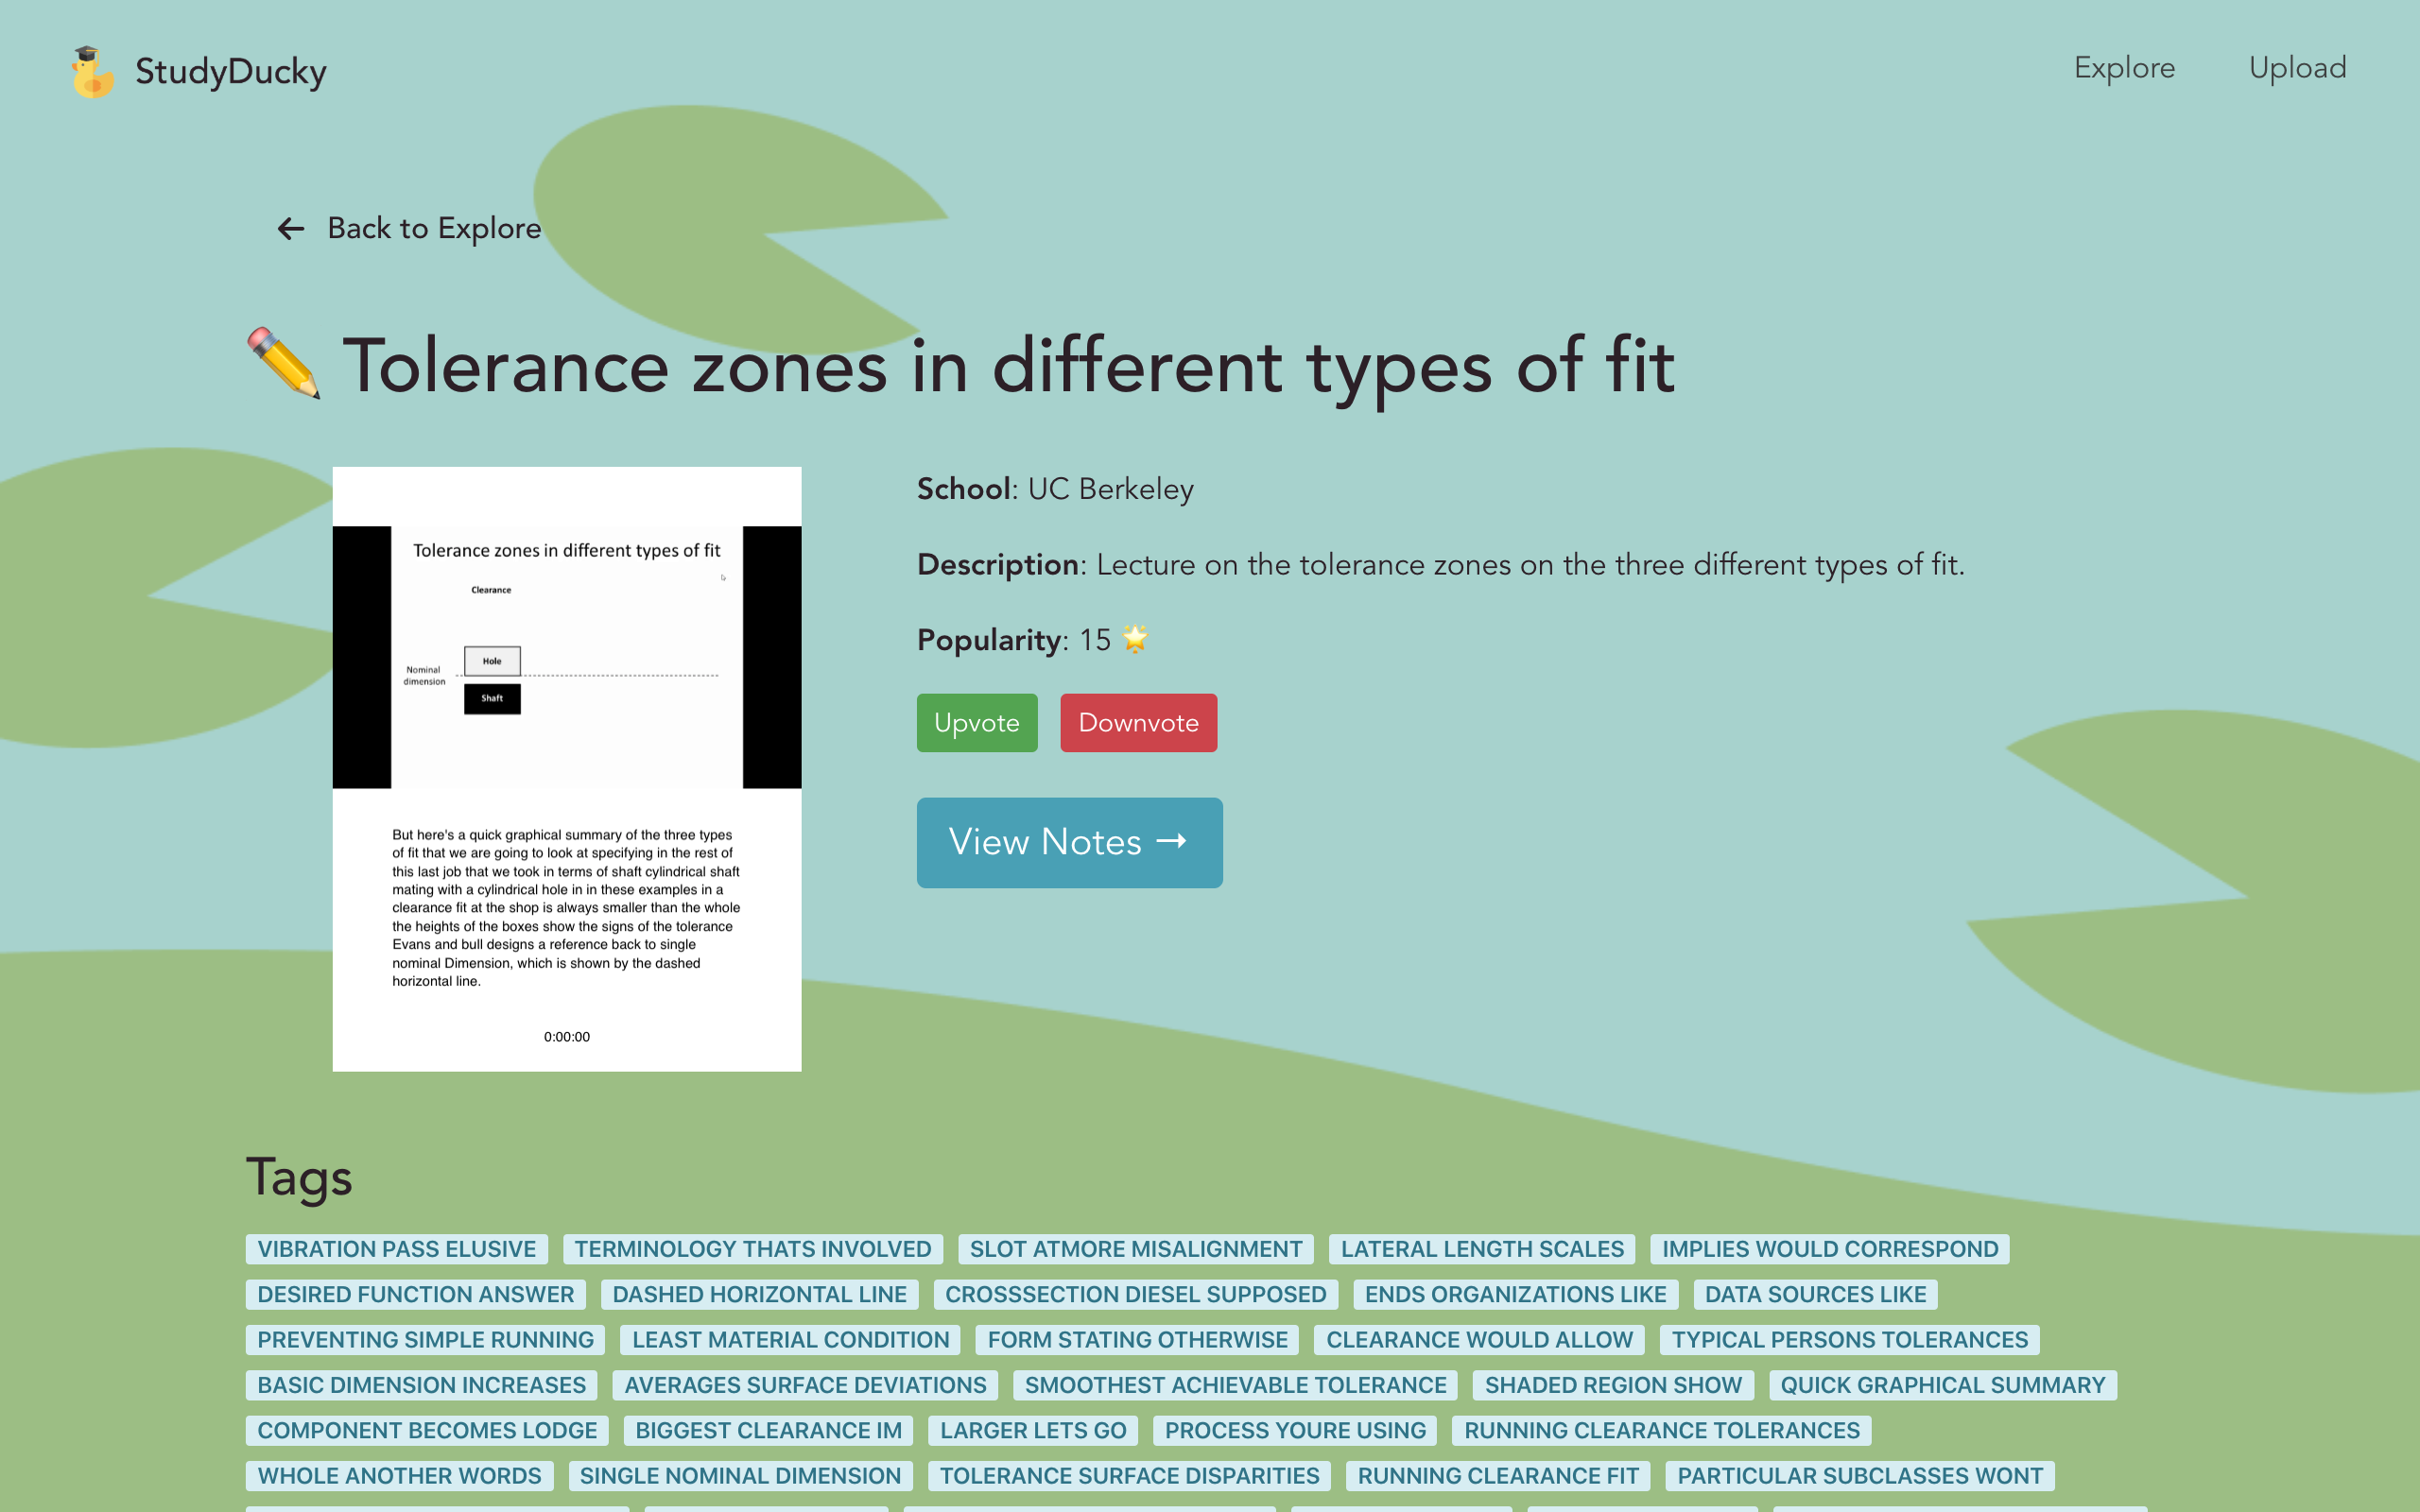 StudyDucky
Explore
Upload
← Back to Explore
Tolerance zones in different types of fit
Tolerance zones in different types of fit
Clearance
Hole
Nominal
dimension
Shaft
But here's a quick graphical summary of the three types
of fit that we are going to look at specifying in the rest of
this last job that we took in terms of shaft cylindrical shaft
mating with a cylindrical hole in in these examples in a
clearance fit at the shop is always smaller than the whole
the heights of the boxes show the signs of the tolerance
Evans and bull designs a reference back to single
nominal Dimension, which is shown by the dashed
horizontal line.
0:00:00
School: UC Berkeley
Description: Lecture on the tolerance zones on the three different types of fit.
Popularity: 15 🌟
Upvote
Downvote
View Notes →
Tags
VIBRATION PASS ELUSIVE TERMINOLOGY THATS INVOLVED SLOT ATMORE MISALIGNMENT LATERAL LENGTH SCALES IMPLIES WOULD CORRESPOND
DESIRED FUNCTION ANSWER DASHED HORIZONTAL LINE CROSSSECTION DIESEL SUPPOSED ENDS ORGANIZATIONS LIKE DATA SOURCES LIKE
PREVENTING SIMPLE RUNNING LEAST MATERIAL CONDITION FORM STATING OTHERWISE CLEARANCE WOULD ALLOW TYPICAL PERSONS TOLERANCES
BASIC DIMENSION INCREASES AVERAGES SURFACE DEVIATIONS SMOOTHEST ACHIEVABLE TOLERANCE SHADED REGION SHOW QUICK GRAPHICAL SUMMARY
COMPONENT BECOMES LODGE BIGGEST CLEARANCE IM LARGER LETS GO PROCESS YOURE USING RUNNING CLEARANCE TOLERANCES
WHOLE ANOTHER WORDS SINGLE NOMINAL DIMENSION TOLERANCE SURFACE DISPARITIES RUNNING CLEARANCE FIT PARTICULAR SUBCLASSES WONT